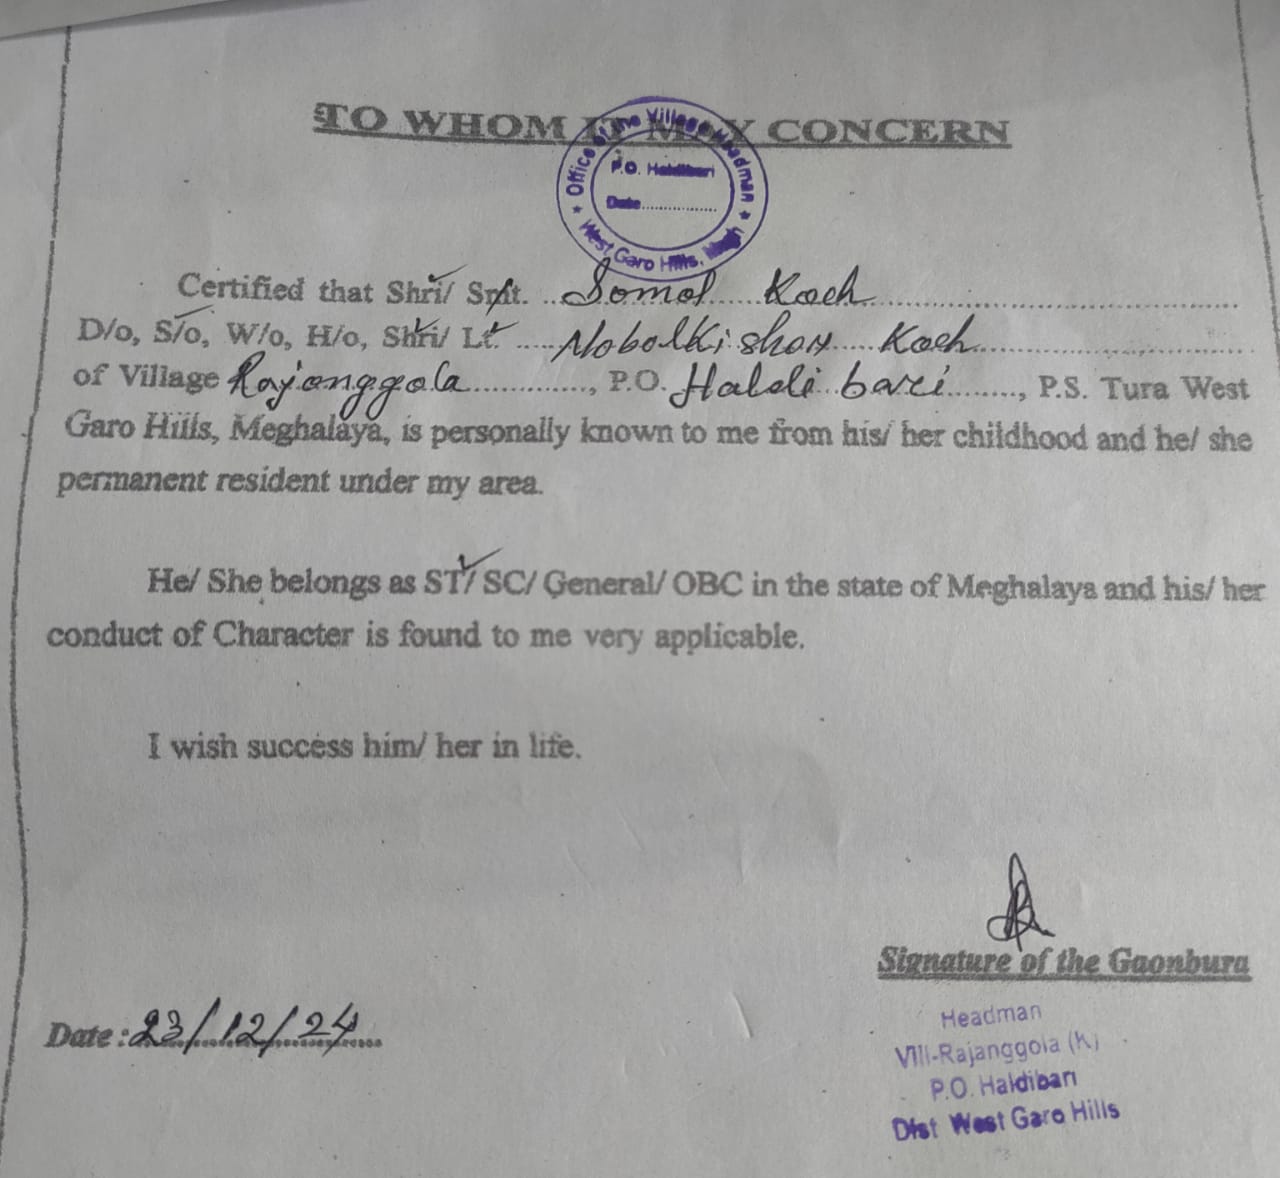 TO WHOM IT MAY CONCERN
Office of the Village Headman
P.O. Haldibari
Date................
West Garo Hills, Megh
Certified that Shri/ Smt. ..Somol......Koch..........................................
D/o, S/o, W/o, H/o, Shri/ Lt. .....Nobolkishor.....Koch.................................
of Village Rajanggola............., P.O. Haldibari........., P.S. Tura West
Garo Hills, Meghalaya, is personally known to me from his/ her childhood and he/ she
permanent resident under my area.
He/ She belongs as ST/ SC/ General/ OBC in the state of Meghalaya and his/ her
conduct of Character is found to me very applicable.
I wish success him/ her in life.
Signature of the Gaonbura
Date :23/12/24
Headman
Vill-Rajanggola (K)
P.O. Haldibari
Dist West Garo Hills